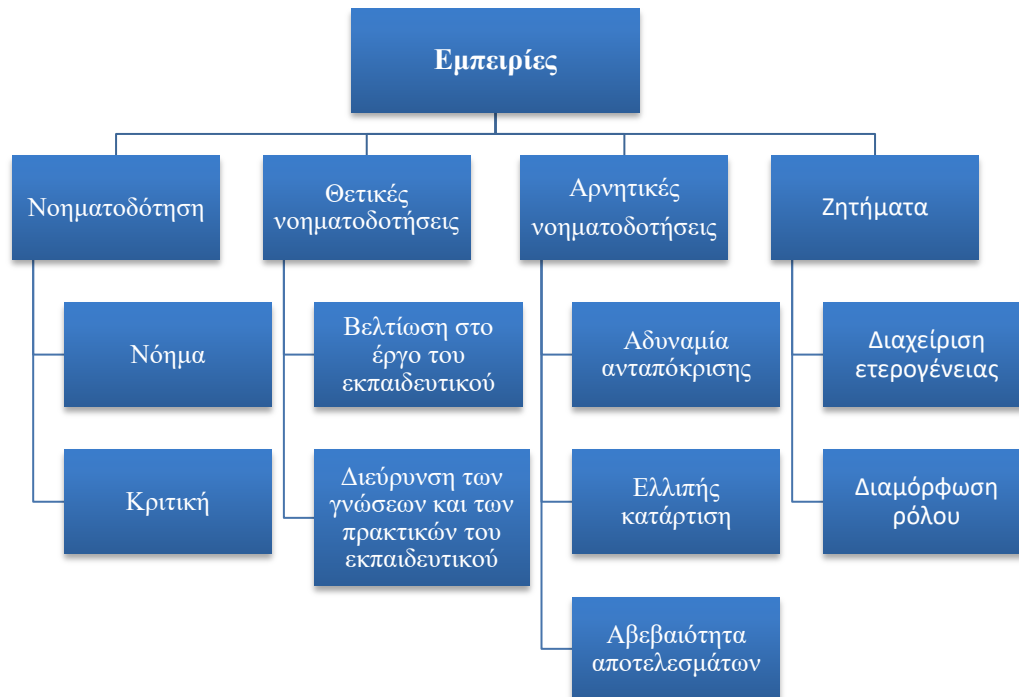 Εμπειρίες
Νοηματοδότηση
Νόημα
Κριτική
Θετικές
νοηματοδοτήσεις
Βελτίωση στο
έργο του
εκπαιδευτικού
Διεύρυνση των
γνώσεων και των
πρακτικών του
εκπαιδευτικού
Αρνητικές
νοηματοδοτήσεις
Αδυναμία
ανταπόκρισης
Ελλιπής
κατάρτιση
Αβεβαιότητα
αποτελεσμάτων
Ζητήματα
Διαχείριση
ετερογένειας
Διαμόρφωση
ρόλου